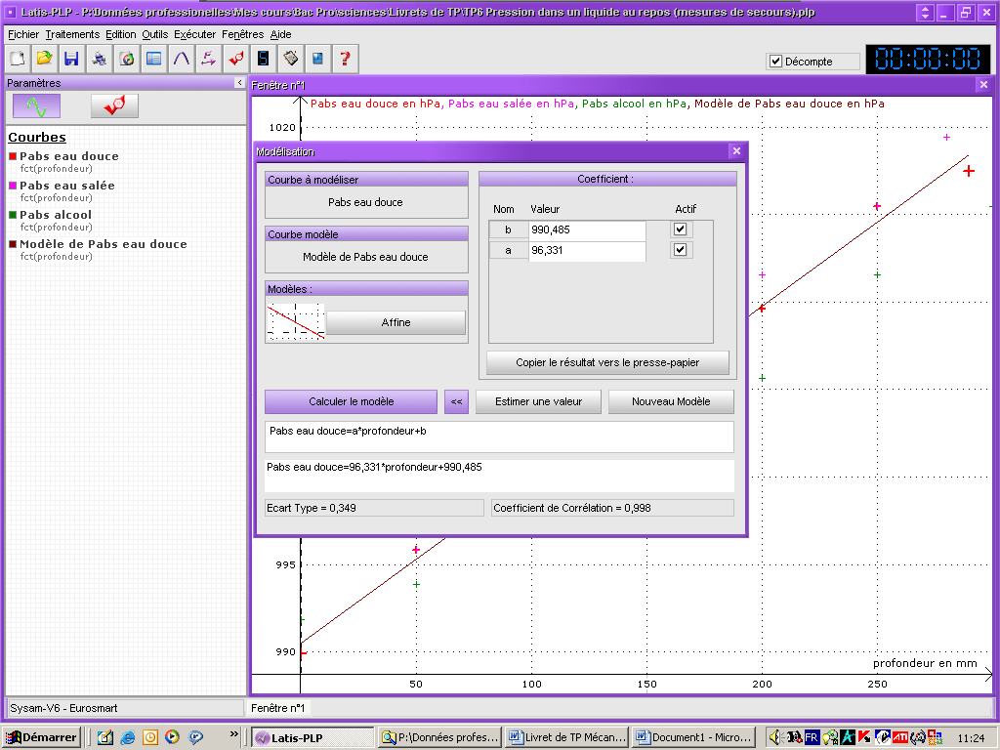 Latis-PLP - P:\Données professionelles\Mes cours\Bac Pro\sciences\Livrets de TP\TP6 Pression dans un liquide au repos (mesures de secours).plp
Fichier Traitements Edition Outils Exécuter Fenêtres Aide
Décompte
00:00:00
Paramètres
<
Fenêtre n°1
Courbes
Pabs eau douce
fct(profondeur)
Pabs eau salée
fct(profondeur)
Pabs alcool
fct(profondeur)
Modèle de Pabs eau douce
fct(profondeur)
Pabs eau douce en hPa, Pabs eau salée en hPa, Pabs alcool en hPa, Modèle de Pabs eau douce en hPa
1020
Modélisation
Courbe à modéliser
Pabs eau douce
Courbe modèle
Modèle de Pabs eau douce
Modèles :
Affine
Coefficient :
Nom Valeur Actif
b 990,485
a 96,331
Copier le résultat vers le presse-papier
Calculer le modèle
<<
Estimer une valeur
Nouveau Modèle
Pabs eau douce=a*profondeur+b
Pabs eau douce=96,331*profondeur+990,485
Ecart Type = 0,349
Coefficient de Corrélation = 0,998
995
990
profondeur en mm
50 100 150 200 250
Sysam-V6 - Eurosmart
Fenêtre n°1
Démarrer
»
Latis-PLP
P:\Données profes...
Livret de TP Mécan...
Document1 - Micro...
FR
11:24